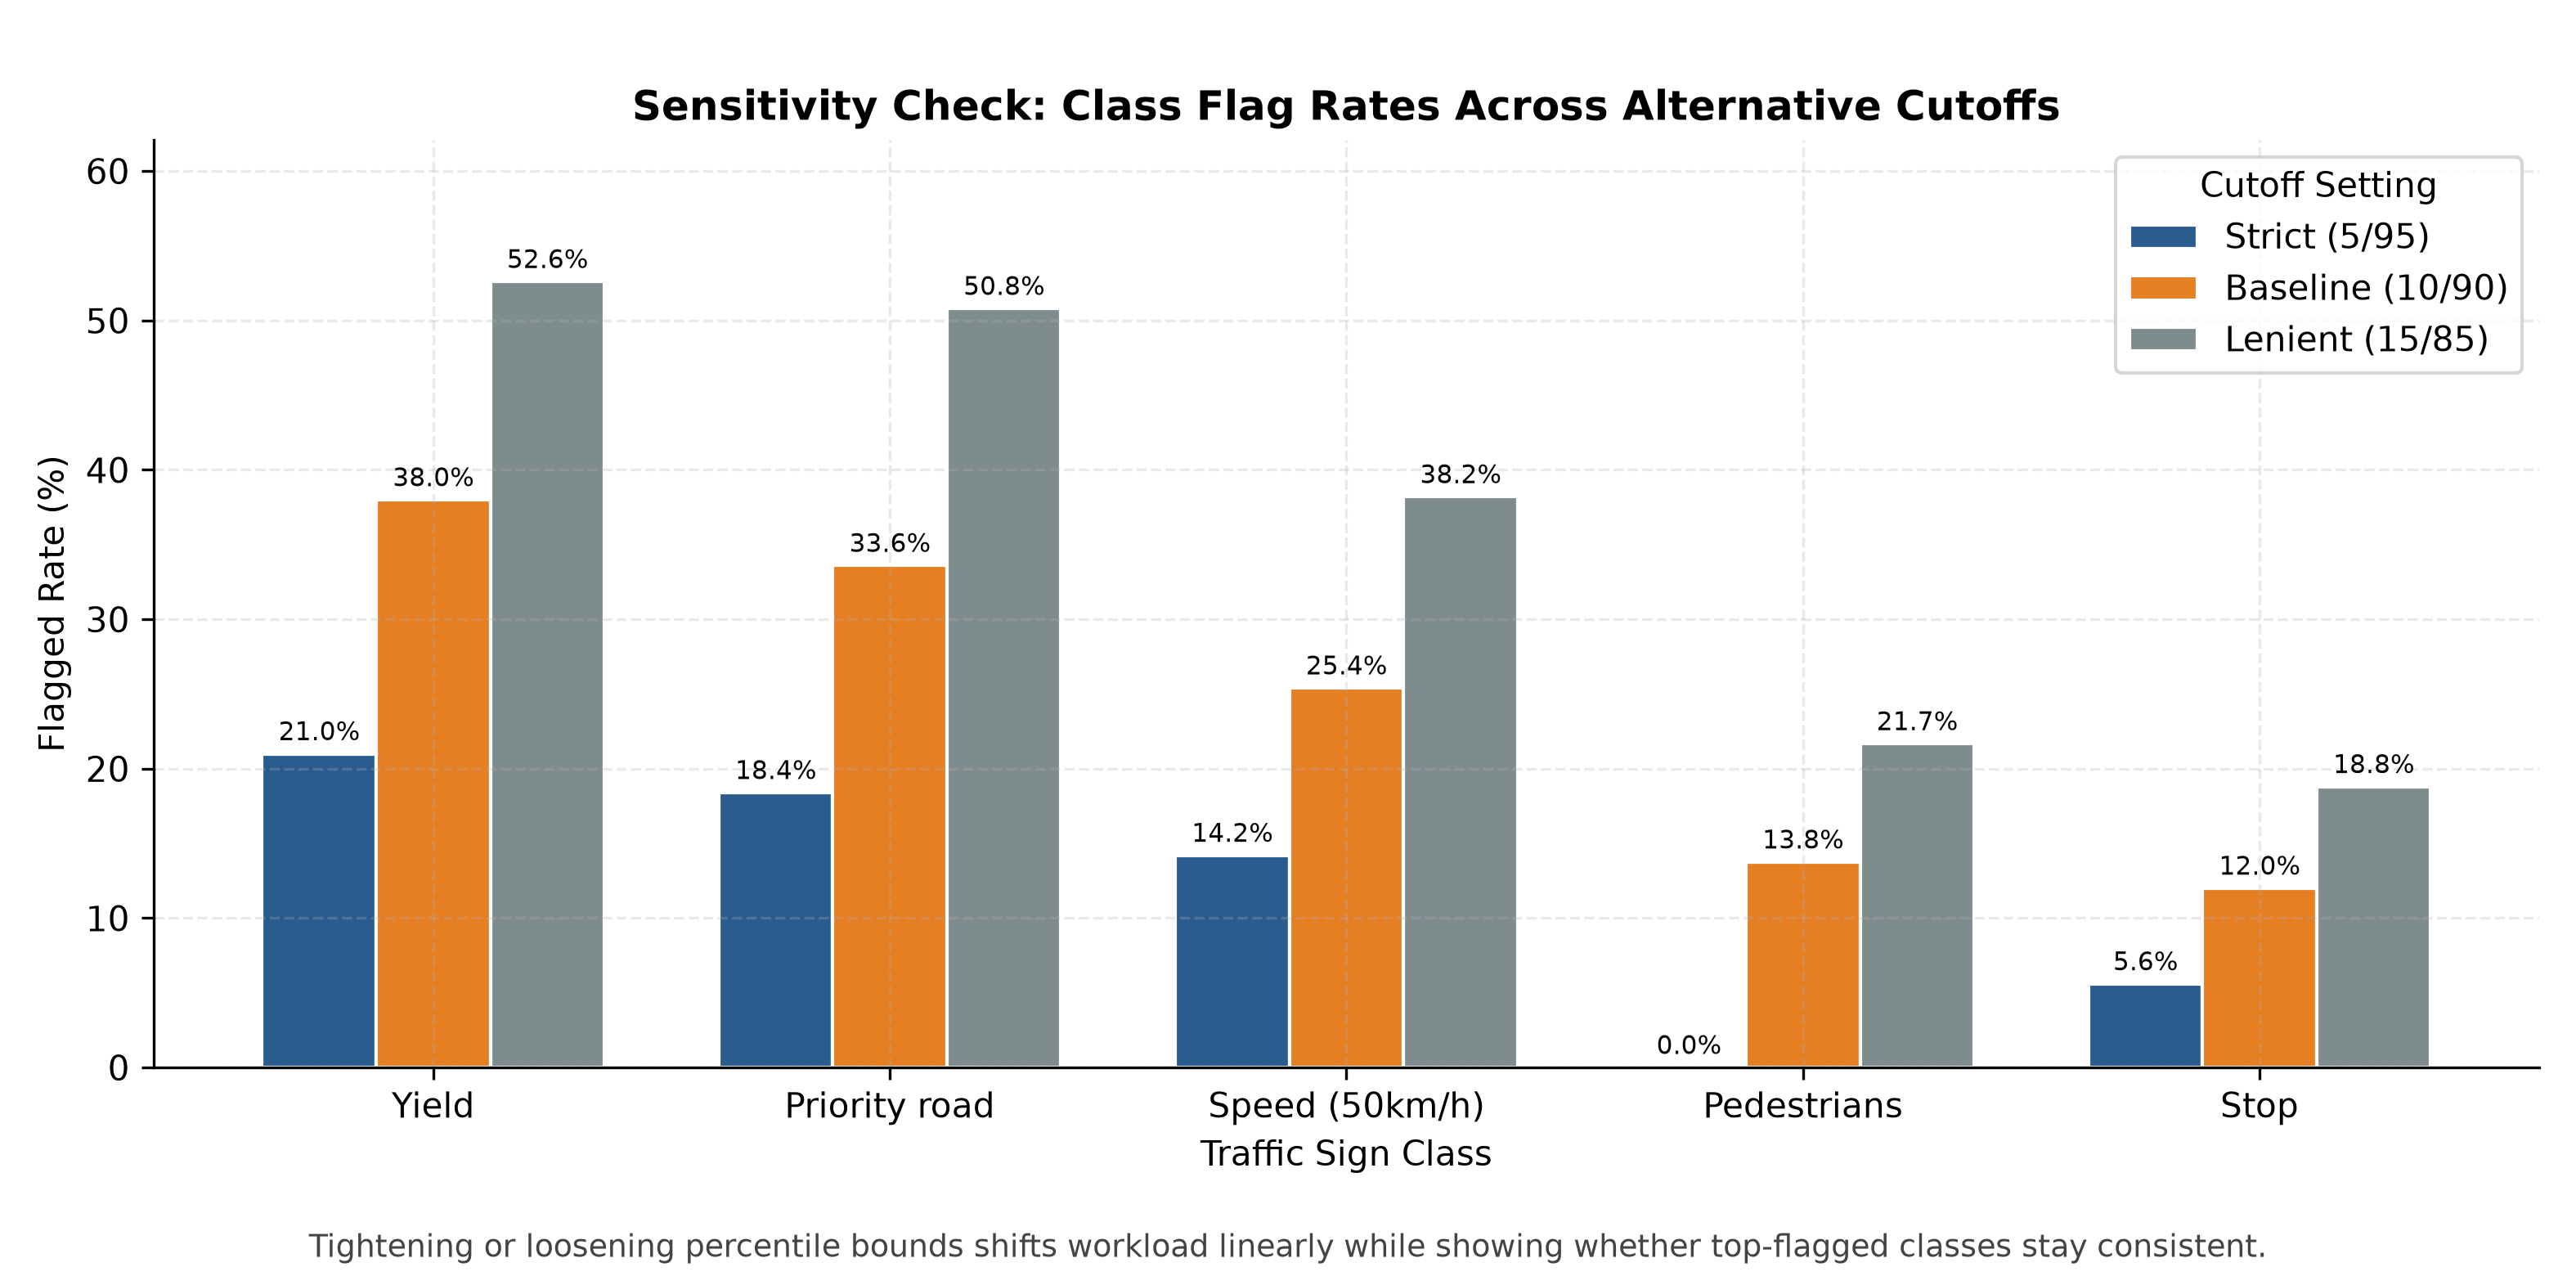 Sensitivity Check: Class Flag Rates Across Alternative Cutoffs
Cutoff Setting
Strict (5/95)
Baseline (10/90)
Lenient (15/85)
Flagged Rate (%)
60
50
40
30
20
10
0
21.0%
38.0%
52.6%
18.4%
33.6%
50.8%
14.2%
25.4%
38.2%
0.0%
13.8%
21.7%
5.6%
12.0%
18.8%
Yield
Priority road
Speed (50km/h)
Pedestrians
Stop
Traffic Sign Class
Tightening or loosening percentile bounds shifts workload linearly while showing whether top-flagged classes stay consistent.